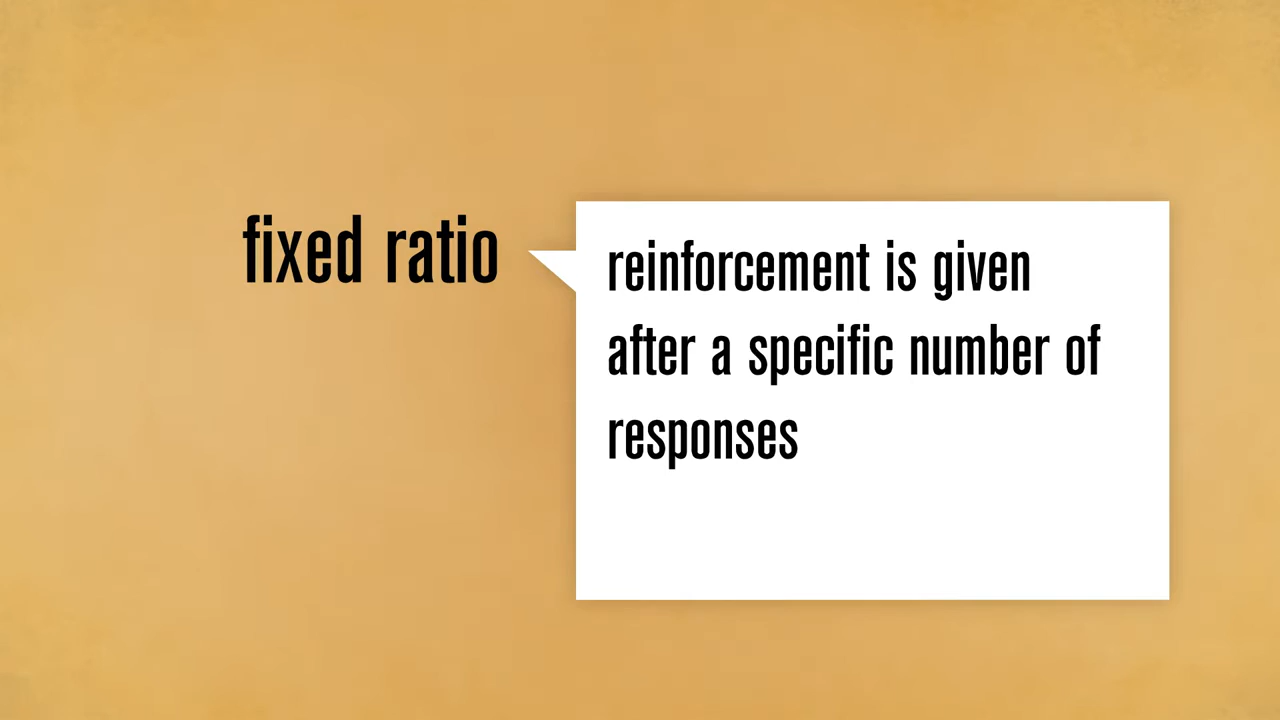 fixed ratio
reinforcement is given
after a specific number of
responses